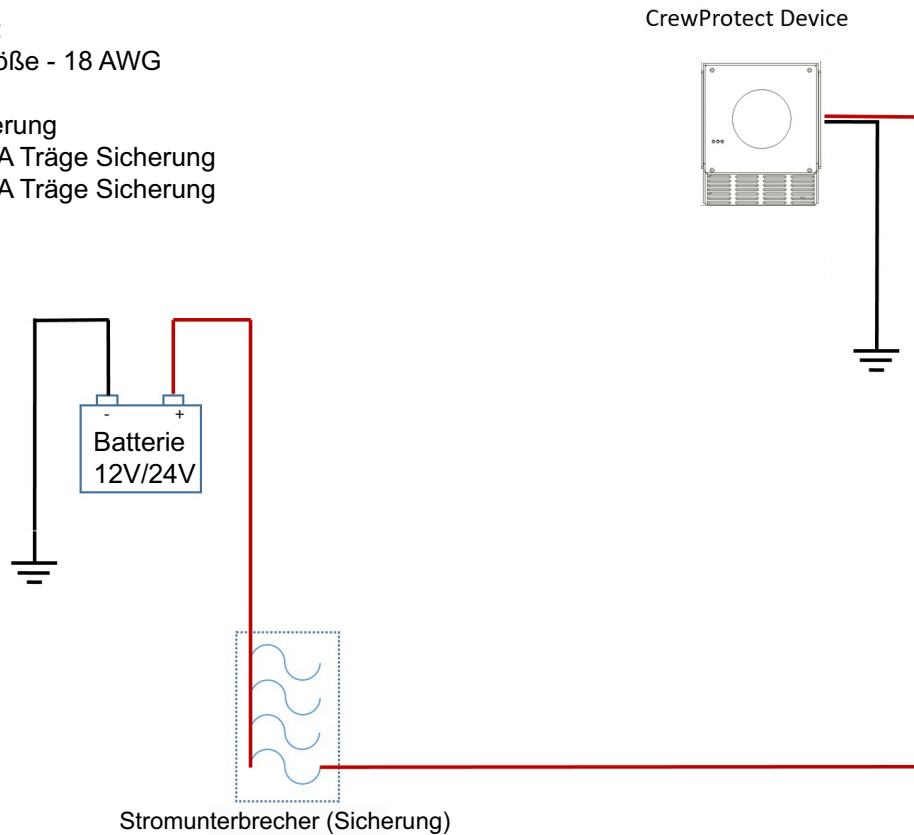 CrewProtect Device
:
öße - 18 AWG
erung
A Träge Sicherung
A Träge Sicherung
- +
Batterie
12V/24V
Stromunterbrecher (Sicherung)